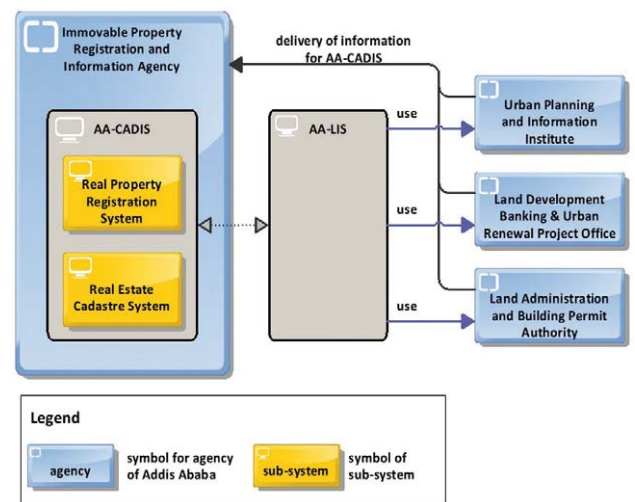 Immovable Property
Registration and
Information Agency
delivery of information
for AA-CADIS
AA-CADIS
Real Property
Registration
System
Real Estate
Cadastre System
AA-LIS
use
use
use
Urban Planning
and Information
Institute
Land Development
Banking & Urban
Renewal Project Office
Land Administration
and Building Permit
Authority
Legend
agency
symbol for agency
of Addis Ababa
sub-system
symbol of
sub-system